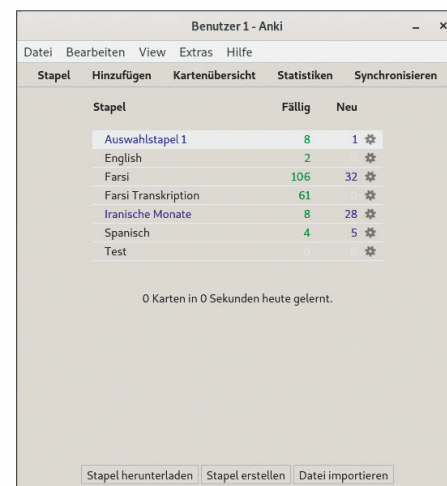 Benutzer 1 - Anki
Datei Bearbeiten View Extras Hilfe
Stapel Hinzufügen Kartenübersicht Statistiken Synchronisieren
Stapel Fällig Neu
Auswahlstapel 1 8 1
English 2 0
Farsi 106 32
Farsi Transkription 61 0
Iranische Monate 8 28
Spanisch 4 5
Test 0 0
0 Karten in 0 Sekunden heute gelernt.
Stapel herunterladen Stapel erstellen Datei importieren